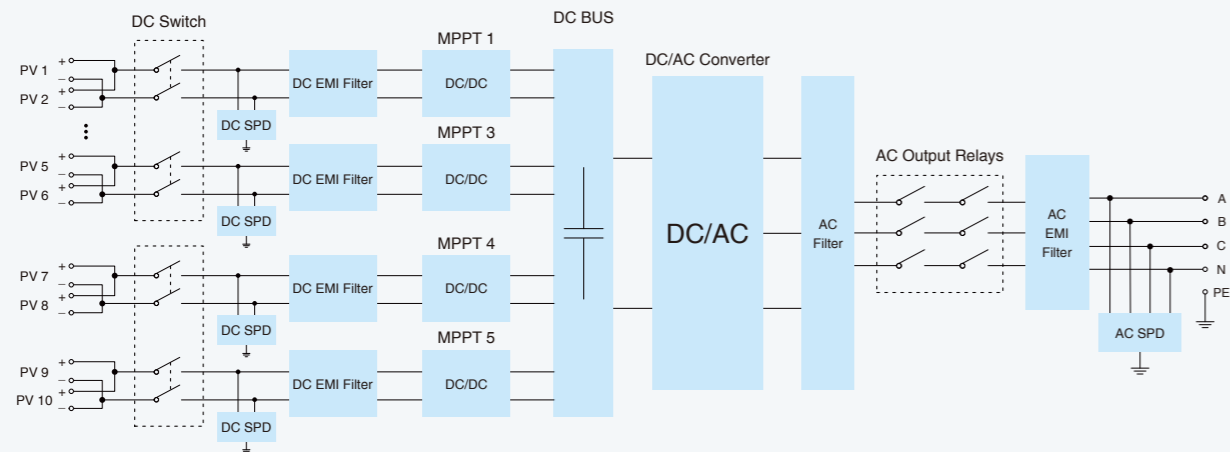 DC Switch
DC BUS
MPPT 1
DC/AC Converter
PV 1
+
−
PV 2
+
−
DC EMI Filter
DC/DC
DC SPD
MPPT 3
PV 5
+
−
PV 6
+
−
DC EMI Filter
DC/DC
DC SPD
AC Output Relays
DC/AC
AC
Filter
AC
EMI
Filter
A
B
C
N
PE
AC SPD
MPPT 4
PV 7
+
−
PV 8
+
−
DC EMI Filter
DC/DC
DC SPD
MPPT 5
PV 9
+
−
PV 10
+
−
DC EMI Filter
DC/DC
DC SPD